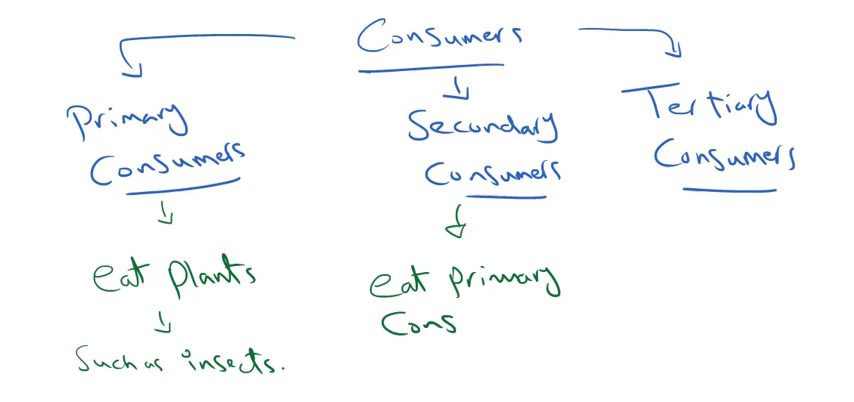 Consumers
Primary
Consumers
eat plants
Such as insects.
Secondary
Consumers
eat primary
Cons
Tertiary
Consumers